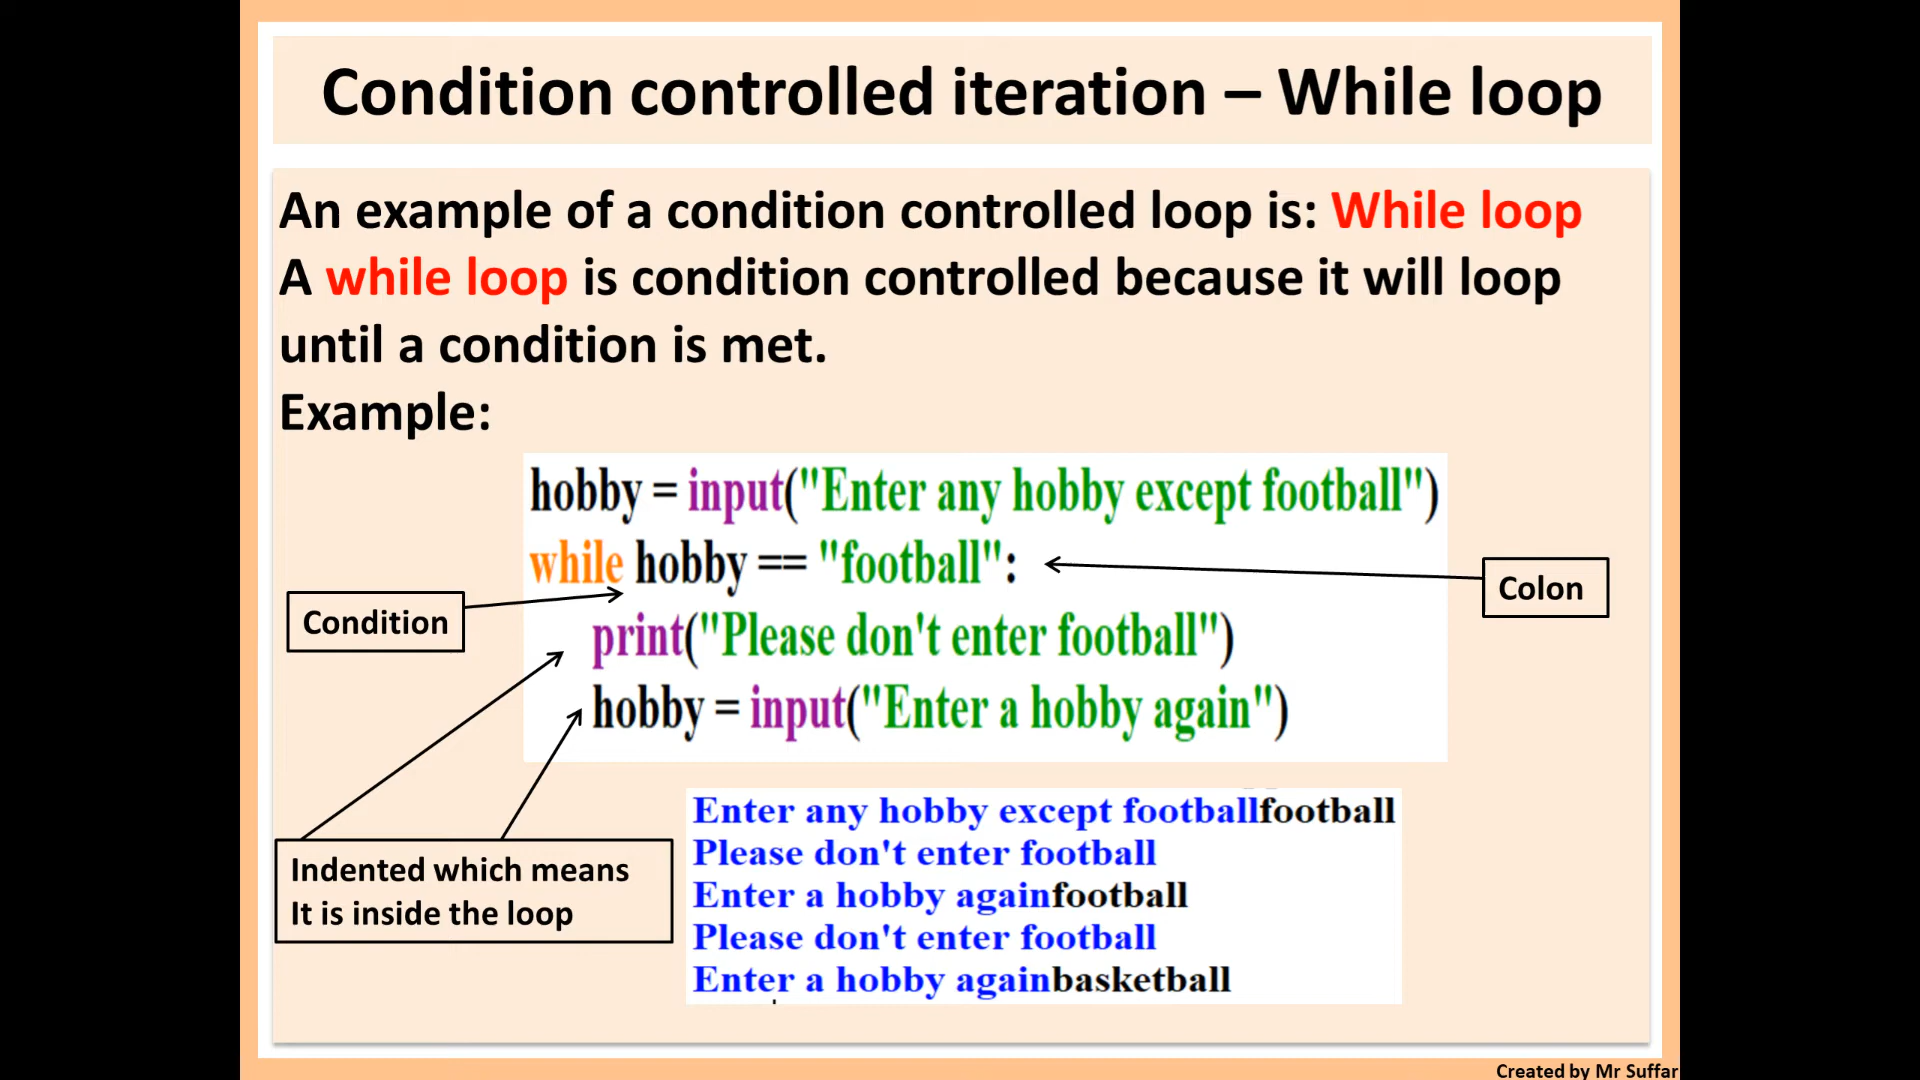 Condition controlled iteration – While loop
An example of a condition controlled loop is: While loop
A while loop is condition controlled because it will loop
until a condition is met.
Example:
hobby = input("Enter any hobby except football")
while hobby == "football":
Colon
Condition
print("Please don't enter football")
hobby = input("Enter a hobby again")
Indented which means
It is inside the loop
Enter any hobby except footballfootball
Please don't enter football
Enter a hobby againfootball
Please don't enter football
Enter a hobby againbasketball
Created by Mr Suffar